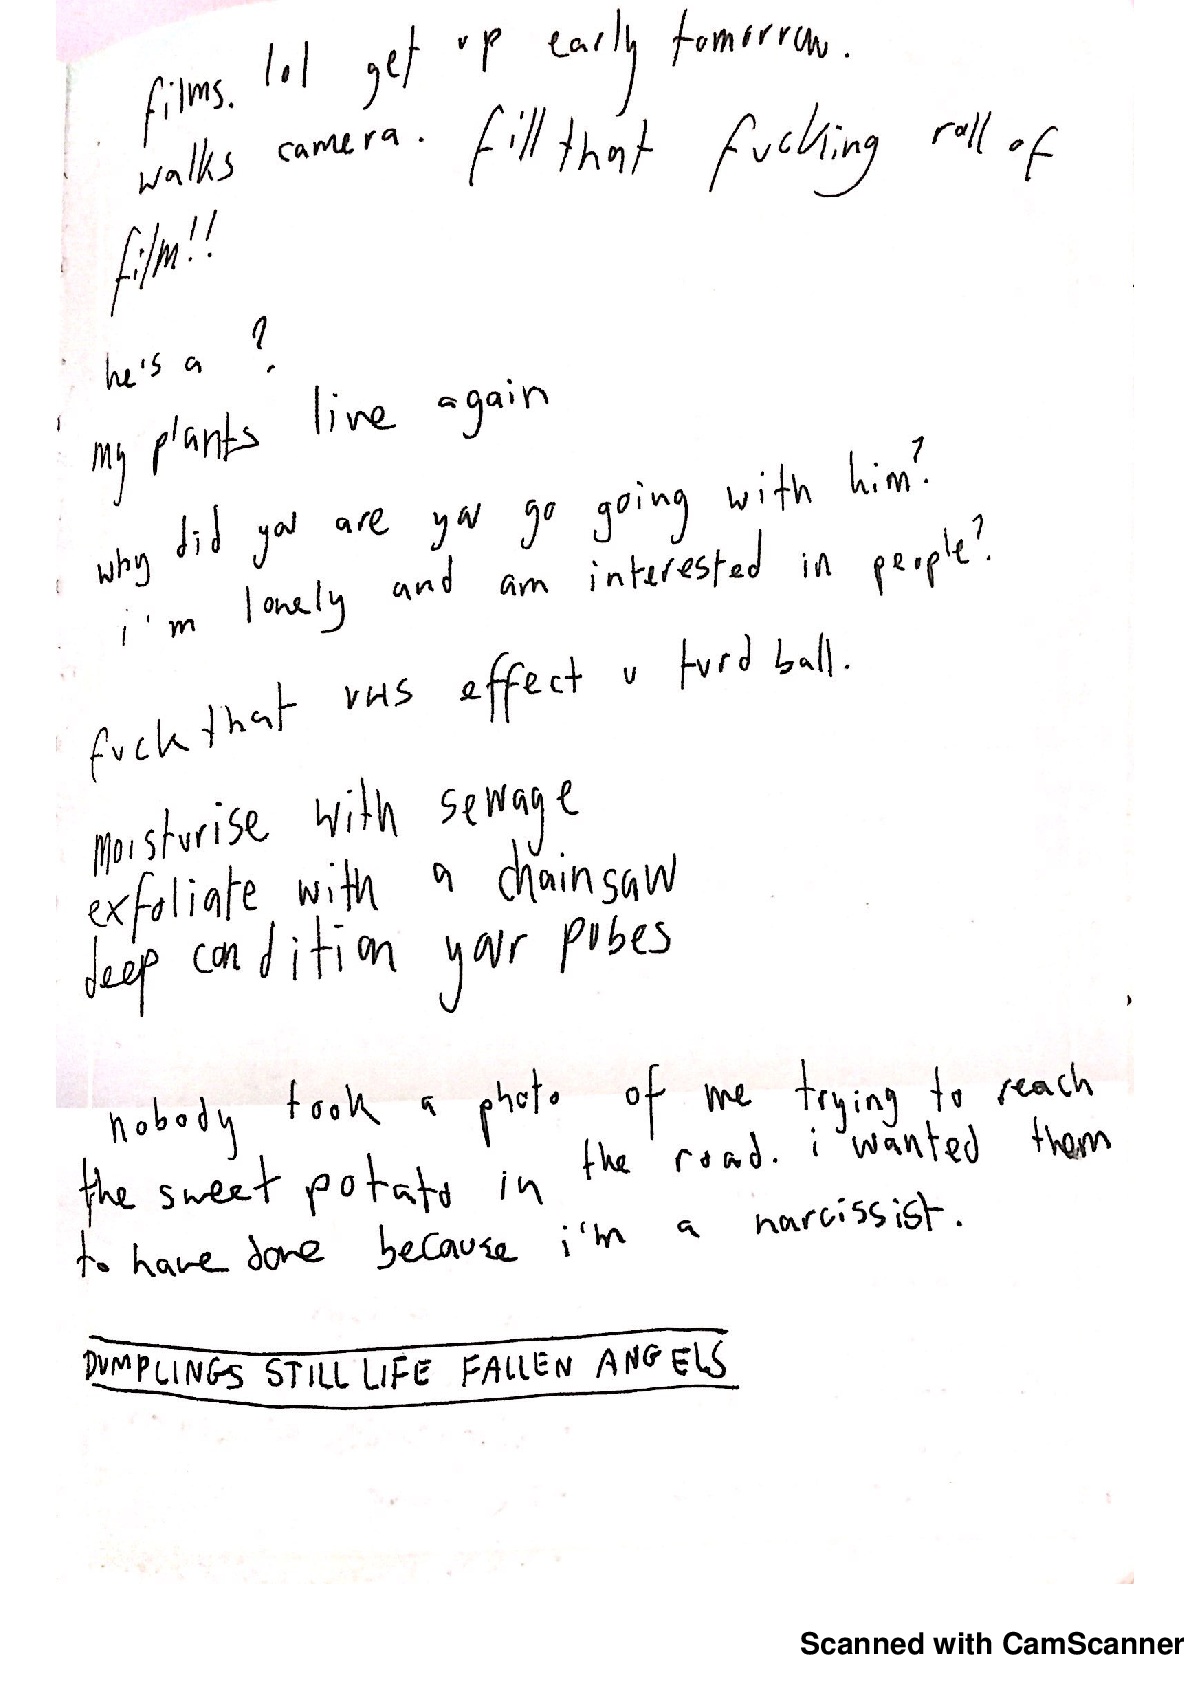 films. lol get up early tomorrow.
walks camera. fill that fucking roll of
film!!
he's a ?
my plants live again
why did you are you go going with him?
i'm lonely and am interested in people?
fuck that VHS effect u turd ball.
moisturise with sewage
exfoliate with a chainsaw
deep condition your pubes
nobody took a photo of me trying to reach
the sweet potato in the road. i wanted them
to have done because i'm a narcissist.
DUMPLINGS STILL LIFE FALLEN ANGELS
Scanned with CamScanner